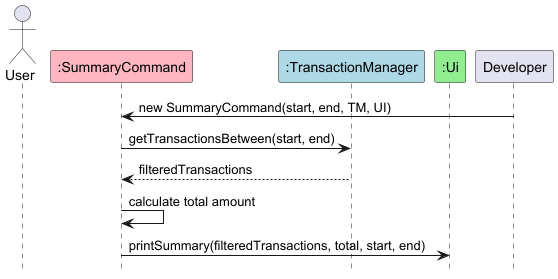 User
:SummaryCommand
:TransactionManager
:Ui
Developer
new SummaryCommand(start, end, TM, UI)
getTransactionsBetween(start, end)
filteredTransactions
calculate total amount
printSummary(filteredTransactions, total, start, end)